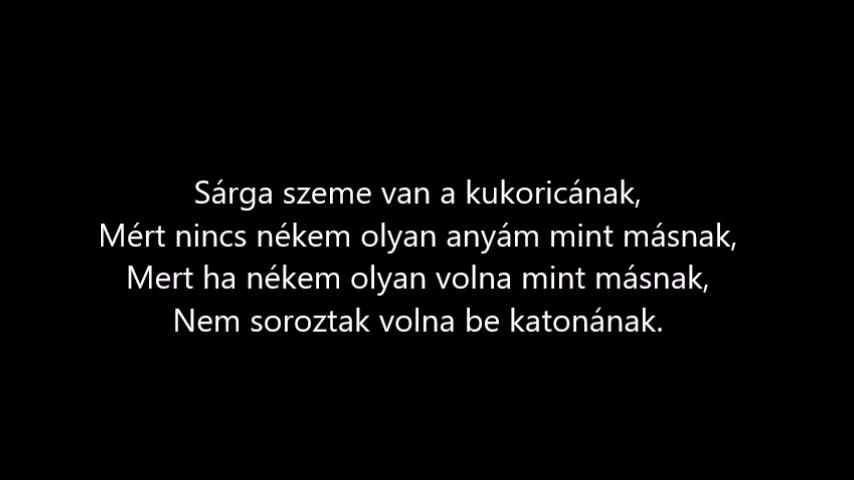 Sárga szeme van a kukoricának,
Mért nincs nékem olyan anyám mint másnak,
Mert ha nékem olyan volna mint másnak,
Nem soroztak volna be katonának.